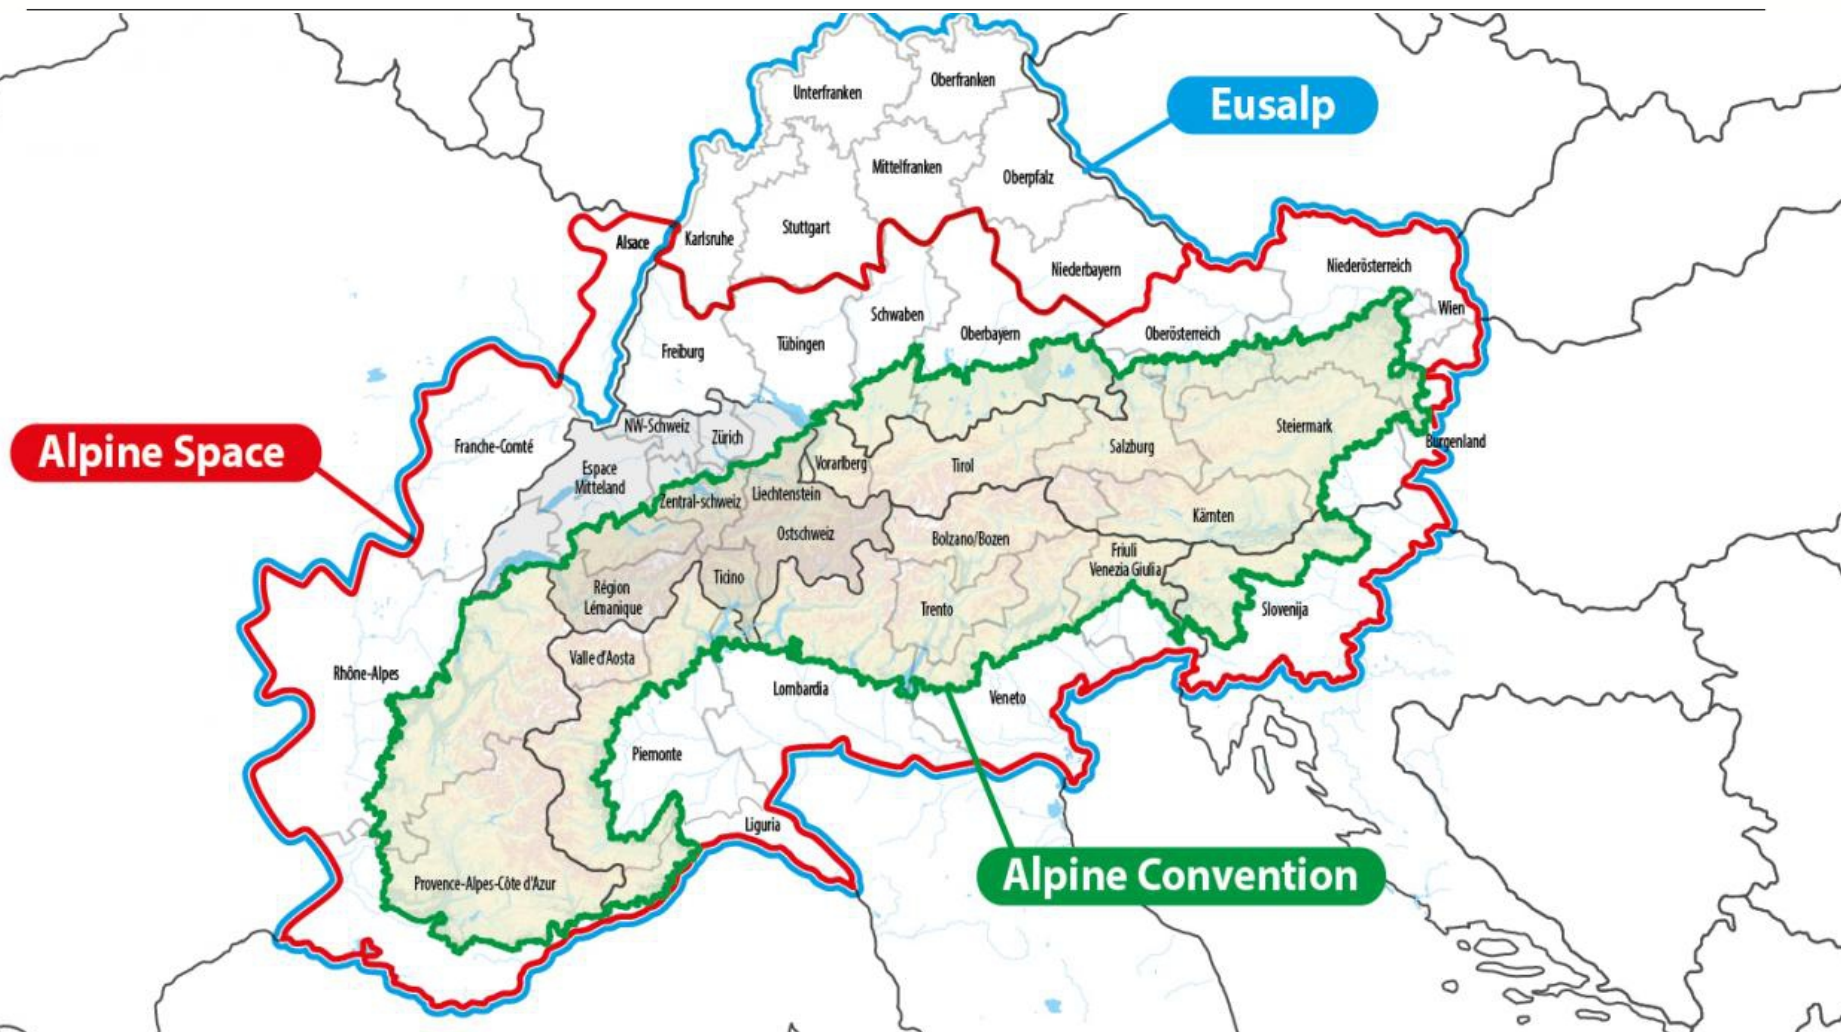 Unterfranken
Oberfranken
Eusalp
Mittelfranken
Oberpfalz
Alsace
Karlsruhe
Stuttgart
Niederbayern
Niederösterreich
Wien
Schwaben
Oberbayern
Oberösterreich
Freiburg
Tübingen
Alpine Space
Franche-Comté
NW-Schweiz
Zürich
Steiermark
Burgenland
Espace
Mitteland
Vorarlberg
Tirol
Salzburg
Zentral-schweiz
Liechtenstein
Ostschweiz
Kärnten
Bolzano/Bozen
Friuli
Venezia Giulia
Région
Lémanique
Ticino
Trento
Slovenija
Rhône-Alpes
Valle d'Aosta
Lombardia
Veneto
Piemonte
Liguria
Provence-Alpes-Côte d'Azur
Alpine Convention